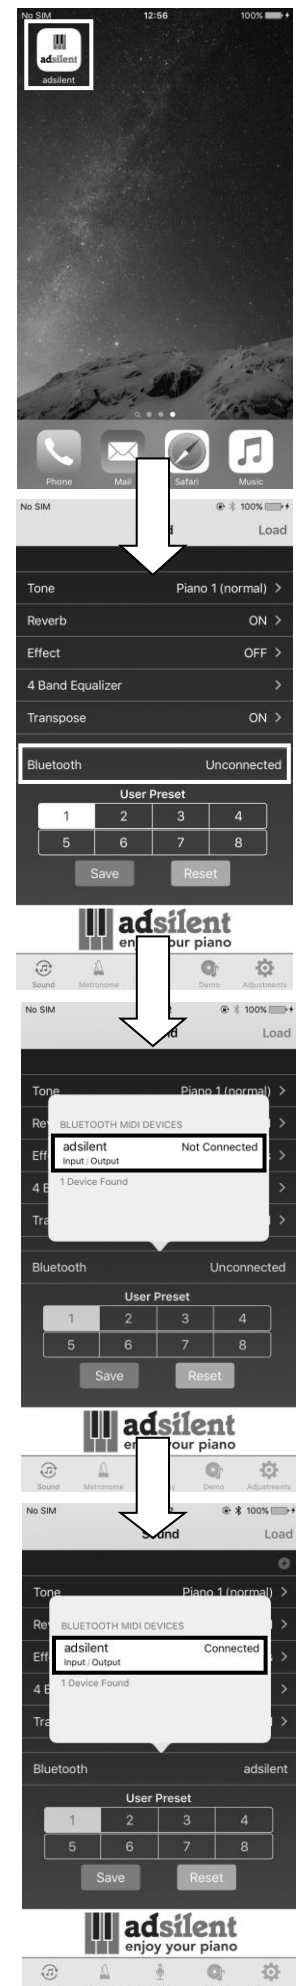 No SIM 12:56 100%
adsilent
adsilent
Phone Mail Safari Music
No SIM 100%
Load
Tone Piano 1 (normal) >
Reverb ON >
Effect OFF >
4 Band Equalizer >
Transpose ON >
Bluetooth Unconnected
User Preset
1 2 3 4
5 6 7 8
Save Reset
adsilent
your piano
Sound Metronome Demo Adjustments
No SIM 100%
Load
Tone Piano 1 (normal) >
BLUETOOTH MIDI DEVICES
adsilent Not Connected
Input / Output
1 Device Found
Bluetooth Unconnected
User Preset
1 2 3 4
5 6 7 8
Save Reset
adsilent
your piano
Sound Metronome Demo Adjustments
No SIM 100%
Sound Load
Tone Piano 1 (normal) >
BLUETOOTH MIDI DEVICES
adsilent Connected
Input / Output
1 Device Found
Bluetooth adsilent
User Preset
1 2 3 4
5 6 7 8
Save Reset
adsilent
enjoy your piano